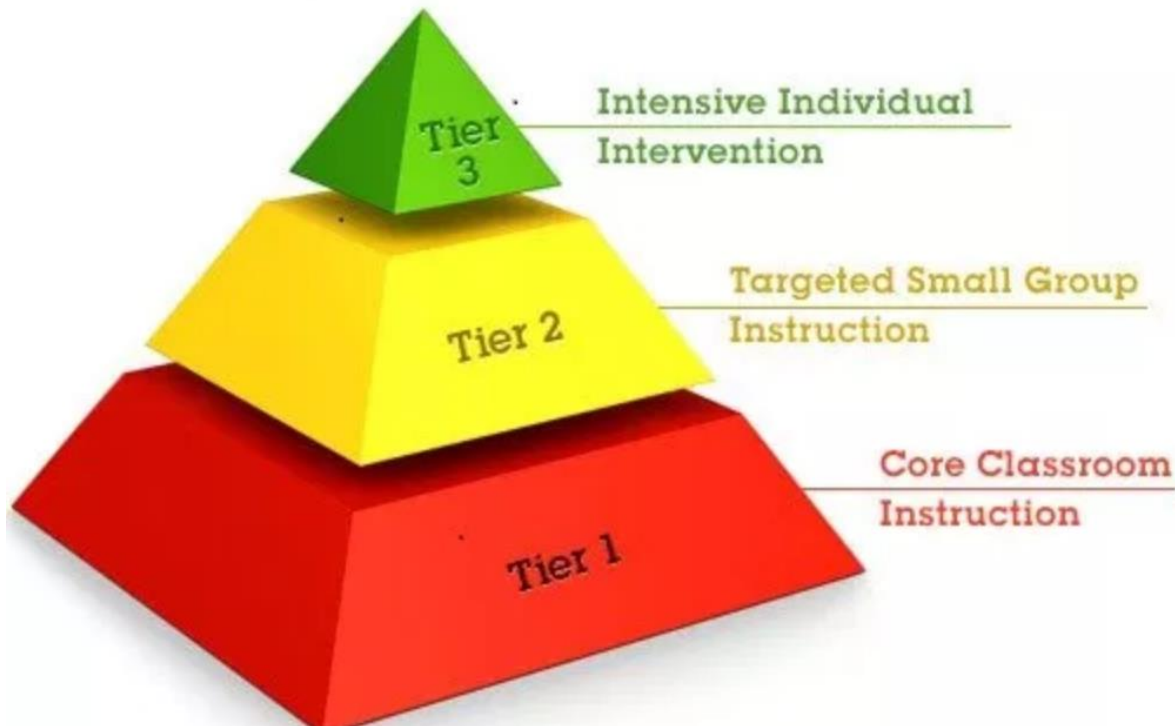 Intensive Individual
Intervention
Tier
3
Targeted Small Group
Instruction
Tier 2
Core Classroom
Instruction
Tier 1